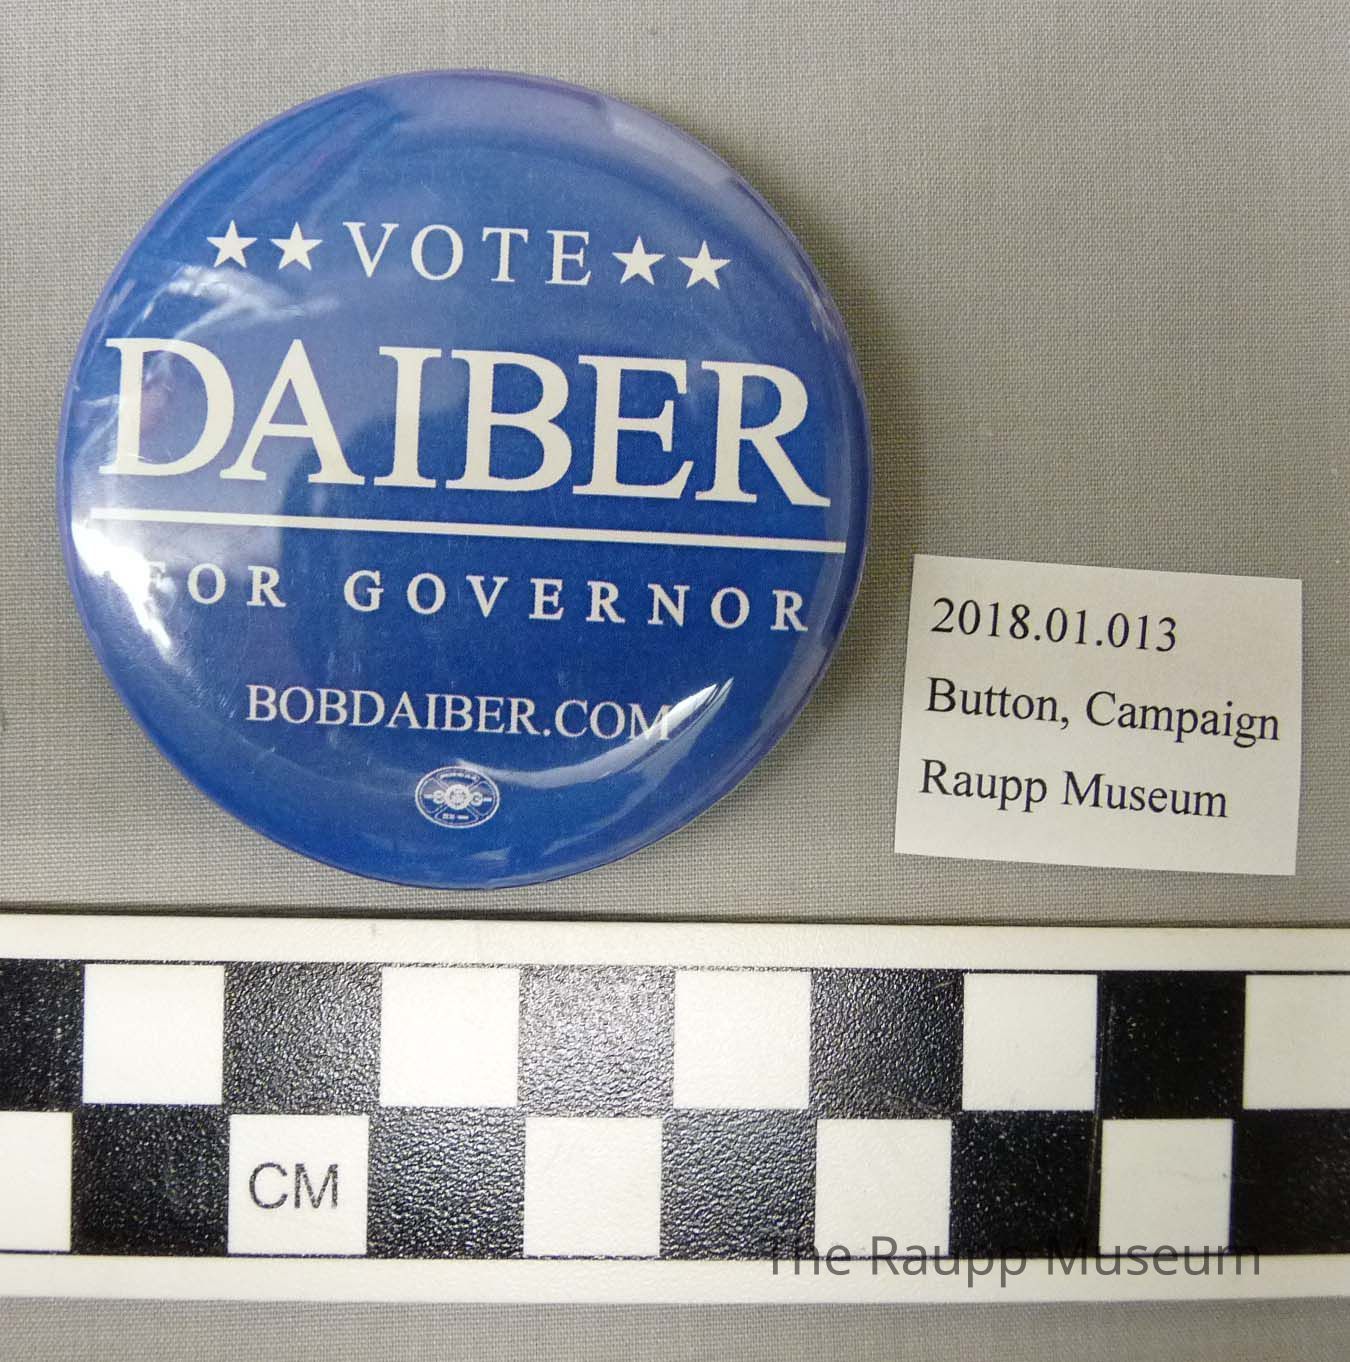 ★★VOTE★★
DAIBER
FOR GOVERNOR
BOBDAIBER.COM
2018.01.013
Button, Campaign
Raupp Museum
CM
The Raupp Museum